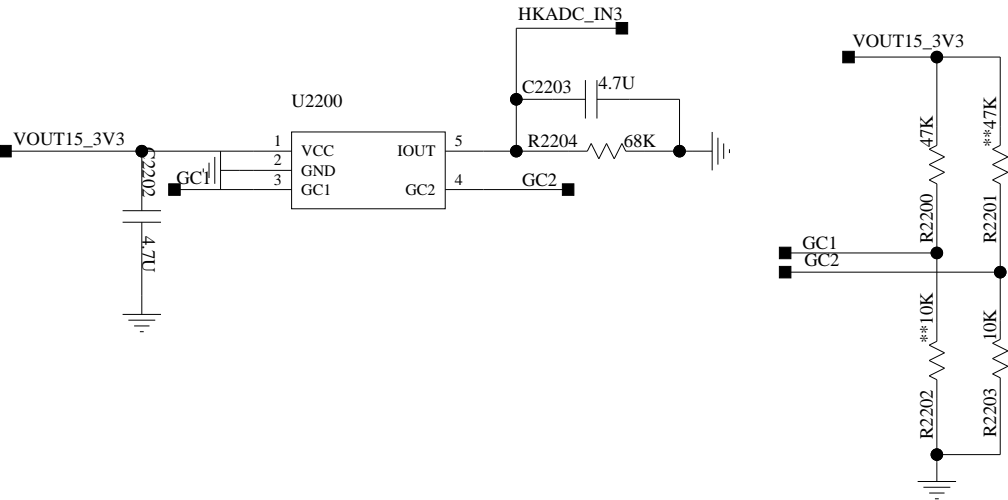 HKADC_IN3
VOUT15_3V3
C2203
4.7U
U2200
**47K
47K
VOUT15_3V3
1
VCC
IOUT
5
R2204
68K
2
GND
C2202
GC1
3
GC1
GC2
4
GC2
R2200
R2201
4.7U
GC1
GC2
**10K
10K
R2202
R2203